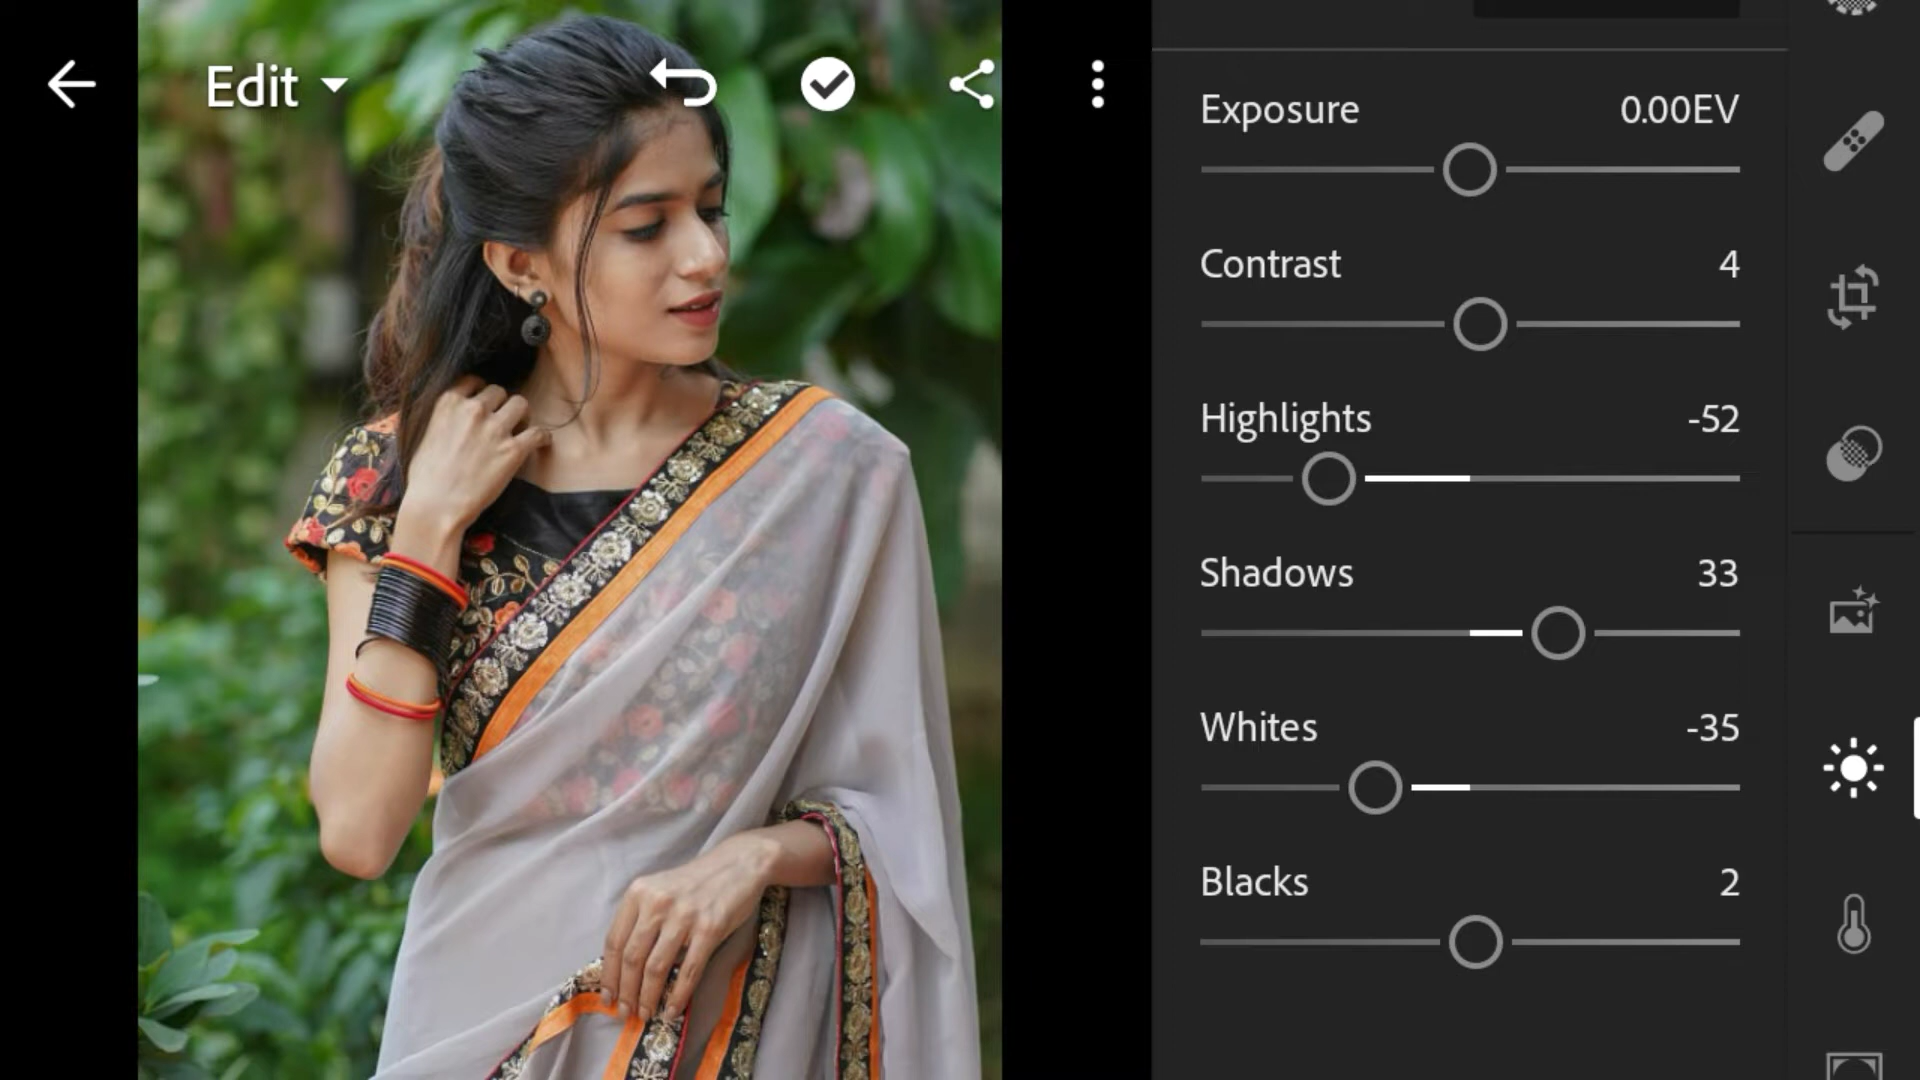 Edit
Exposure 0.00EV
Contrast 4
Highlights -52
Shadows 33
Whites -35
Blacks 2